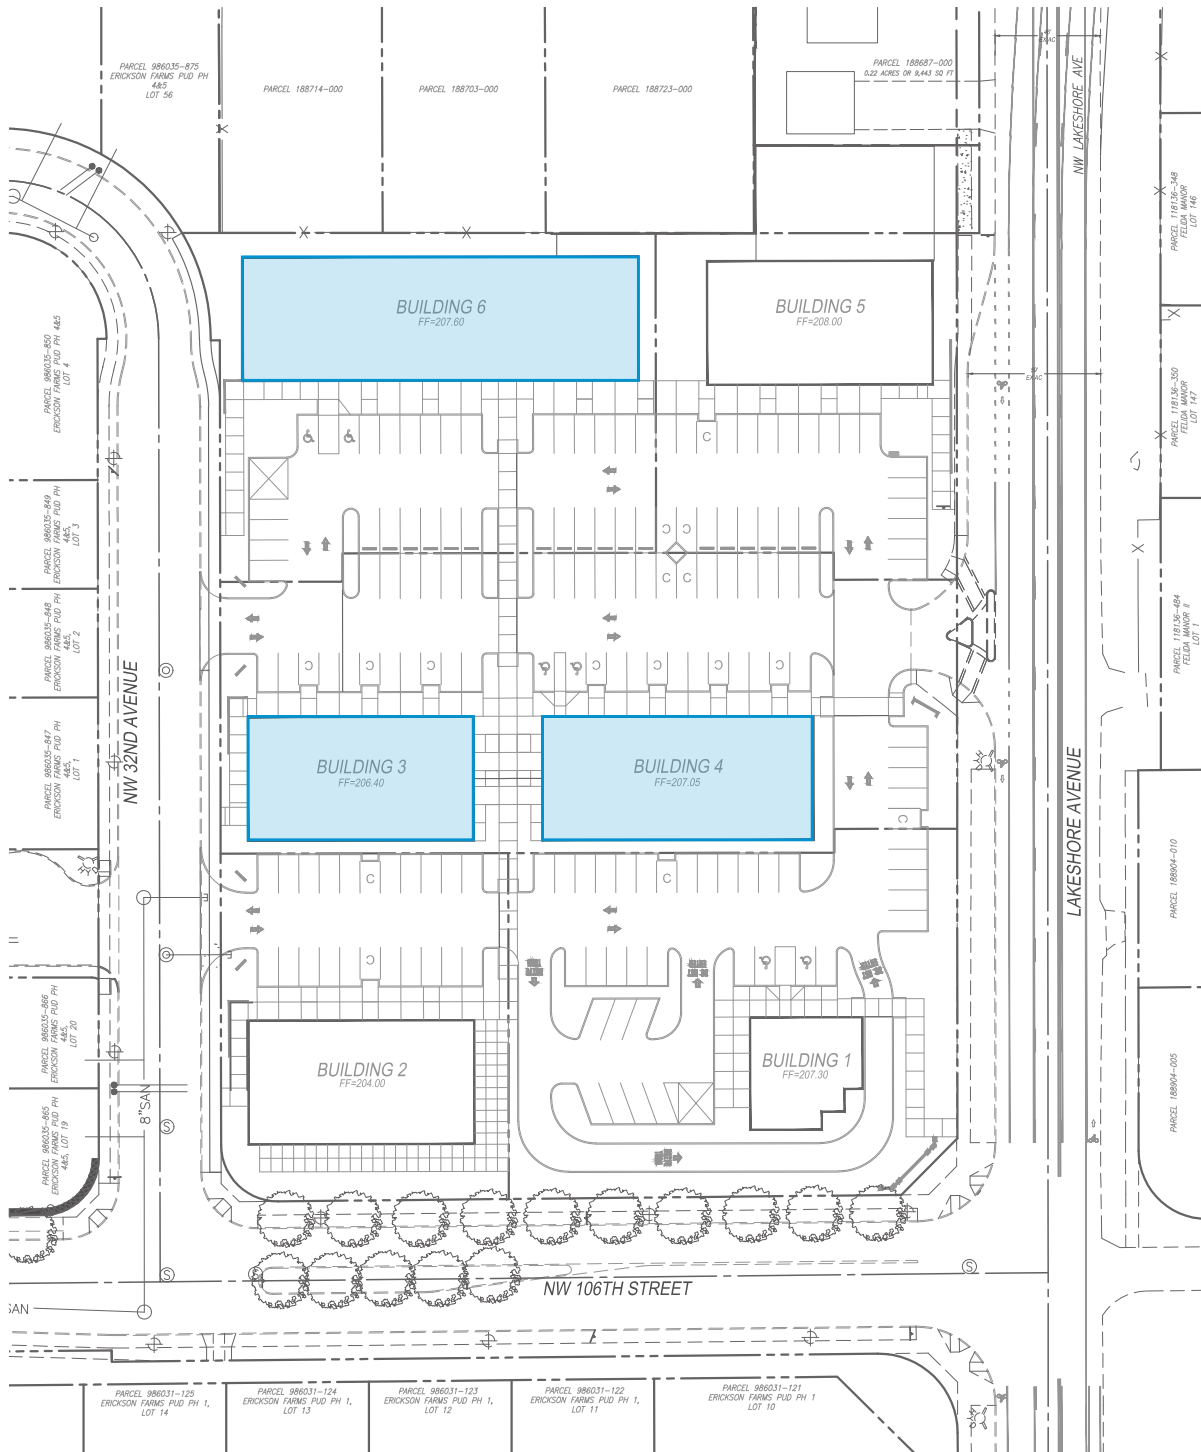 PARCEL 986035-875
ERICKSON FARMS PUD PH
4&5
LOT 56
PARCEL 188714-000
PARCEL 188703-000
PARCEL 188723-000
PARCEL 188687-000
0.22 ACRES OR 9,443 SQ FT
EX.AC
NW LAKESHORE AVE
PARCEL 118136-348
FELIDA MANOR
LOT 146
BUILDING 6
FF=207.60
BUILDING 5
FF=208.00
PARCEL 986035-850
ERICKSON FARMS PUD PH 4&5
LOT 4
EX.AC
PARCEL 118136-350
FELIDA MANOR
LOT 147
C
PARCEL 986035-849
ERICKSON FARMS PUD PH
4&5,
LOT 3
C C
C C
PARCEL 986035-848
ERICKSON FARMS PUD PH
4&5,
LOT 2
PARCEL 118136-484
FELIDA MANOR II
LOT 1
C C C C C C C
NW 32ND AVENUE
PARCEL 986035-847
ERICKSON FARMS PUD PH
4&5,
LOT 1
BUILDING 3
FF=206.40
BUILDING 4
FF=207.05
LAKESHORE AVENUE
C
PARCEL 188904-010
C
C
C
PARCEL 986035-866
ERICKSON FARMS PUD PH
4&5,
LOT 20
BUILDING 2
FF=204.00
BUILDING 1
FF=207.30
PARCEL 188904-005
8"SAN
PARCEL 986035-865
ERICKSON FARMS PUD PH
4&5, LOT 19
S
S
S
S
NW 106TH STREET
SAN
PARCEL 986031-125
ERICKSON FARMS PUD PH 1,
LOT 14
PARCEL 986031-124
ERICKSON FARMS PUD PH 1,
LOT 13
PARCEL 986031-123
ERICKSON FARMS PUD PH 1,
LOT 12
PARCEL 986031-122
ERICKSON FARMS PUD PH 1,
LOT 11
PARCEL 986031-121
ERICKSON FARMS PUD PH 1
LOT 10